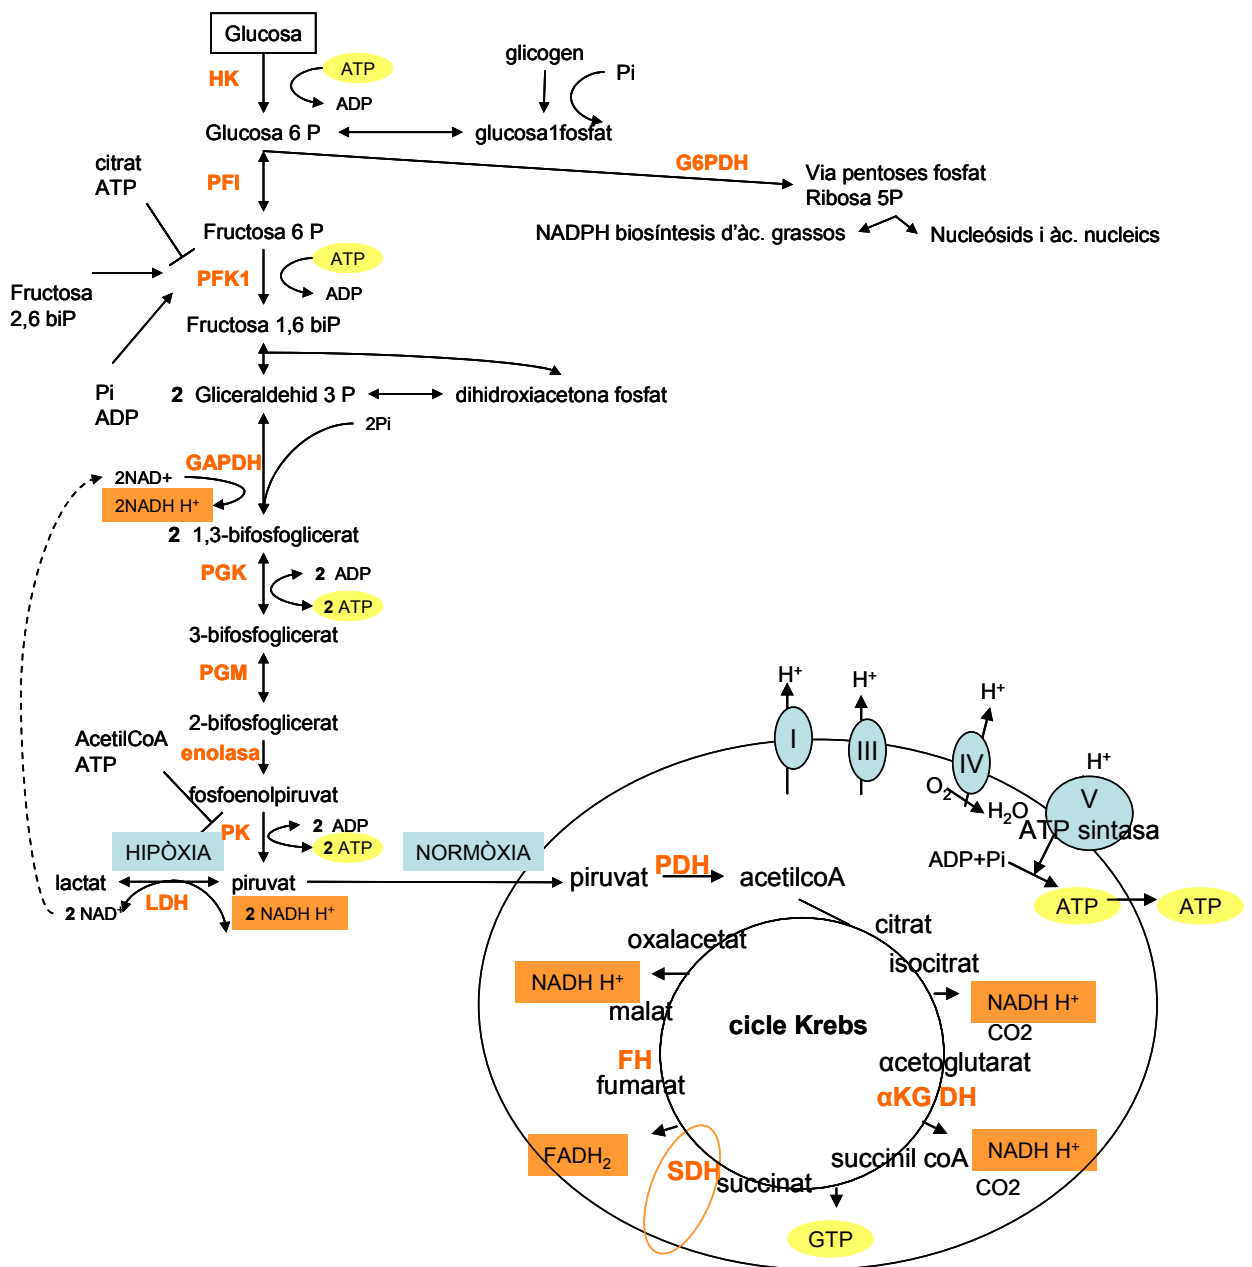 Glucosa
HK
ATP
ADP
glicogen
Pi
Glucosa 6 P
glucosa1fosfat
citrat
ATP
PFI
G6PDH
Via pentoses fosfat
Ribosa 5P
Fructosa 6 P
NADPH biosíntesis d'àc. grassos
Nucleósids i àc. nucleics
PFK1
ATP
ADP
Fructosa
2,6 biP
Fructosa 1,6 biP
Pi
ADP
2 Gliceraldehid 3 P
dihidroxiacetona fosfat
2Pi
GAPDH
2NAD+
2NADH H⁺
2 1,3-bifosfoglicerat
PGK
2 ADP
2 ATP
3-bifosfoglicerat
PGM
2-bifosfoglicerat
AcetilCoA
ATP
enolasa
fosfoenolpiruvat
PK
2 ADP
2 ATP
HIPÒXIA
NORMÒXIA
lactat
LDH
piruvat
2 NAD⁺
2 NADH H⁺
piruvat
PDH
acetilcoA
H⁺
H⁺
H⁺
H⁺
I
III
IV
V
O₂
H₂O
ATP sintasa
ADP+Pi
ATP
ATP
citrat
oxalacetat
isocitrat
NADH H⁺
NADH H⁺
CO2
malat
cicle Krebs
FH
fumarat
αcetoglutarat
αKG DH
FADH₂
SDH
succinat
succinil coA
NADH H⁺
CO2
GTP